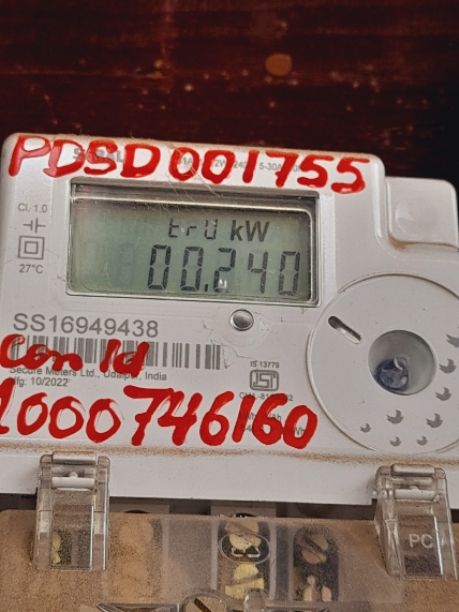 PDSD001755
EFU kW
00.240
Cl. 1.0
27°C
SS16949438
Con Id
Secure Meters Ltd., Udaipur, India
Mfg: 10/2022
IS 13779
1000746160
PC